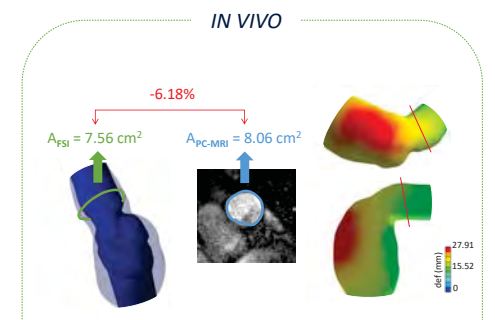 IN VIVO
-6.18%
A_FSI = 7.56 cm²
A_PC-MRI = 8.06 cm²
def (mm)
27.91
15.52
0